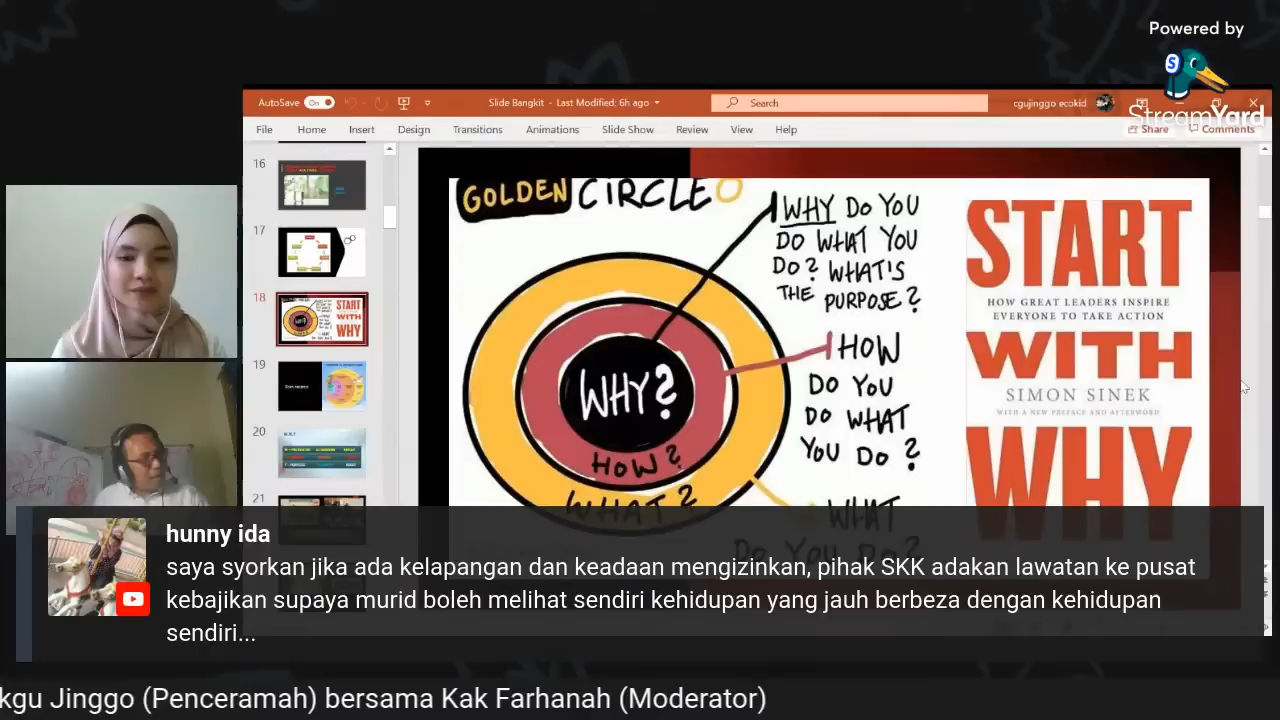 Powered by
StreamYard
AutoSave On
Slide Bangkit - Last Modified: 6h ago
Search
cgujinggo ecokid
File Home Insert Design Transitions Animations Slide Show Review View Help
Share Comments
16
17
18
19
20
21
GOLDEN CIRCLE
WHY DO YOU
DO WHAT YOU
DO? WHAT'S
THE PURPOSE?
HOW
DO YOU
DO WHAT
YOU DO?
WHAT
DO YOU DO?
WHY?
HOW?
WHAT?
START
HOW GREAT LEADERS INSPIRE
EVERYONE TO TAKE ACTION
WITH
SIMON SINEK
WITH A NEW PREFACE AND AFTERWORD
WHY
START
WITH
WHY
hunny ida
saya syorkan jika ada kelapangan dan keadaan mengizinkan, pihak SKK adakan lawatan ke pusat
kebajikan supaya murid boleh melihat sendiri kehidupan yang jauh berbeza dengan kehidupan
sendiri...
kgu Jinggo (Penceramah) bersama Kak Farhanah (Moderator)